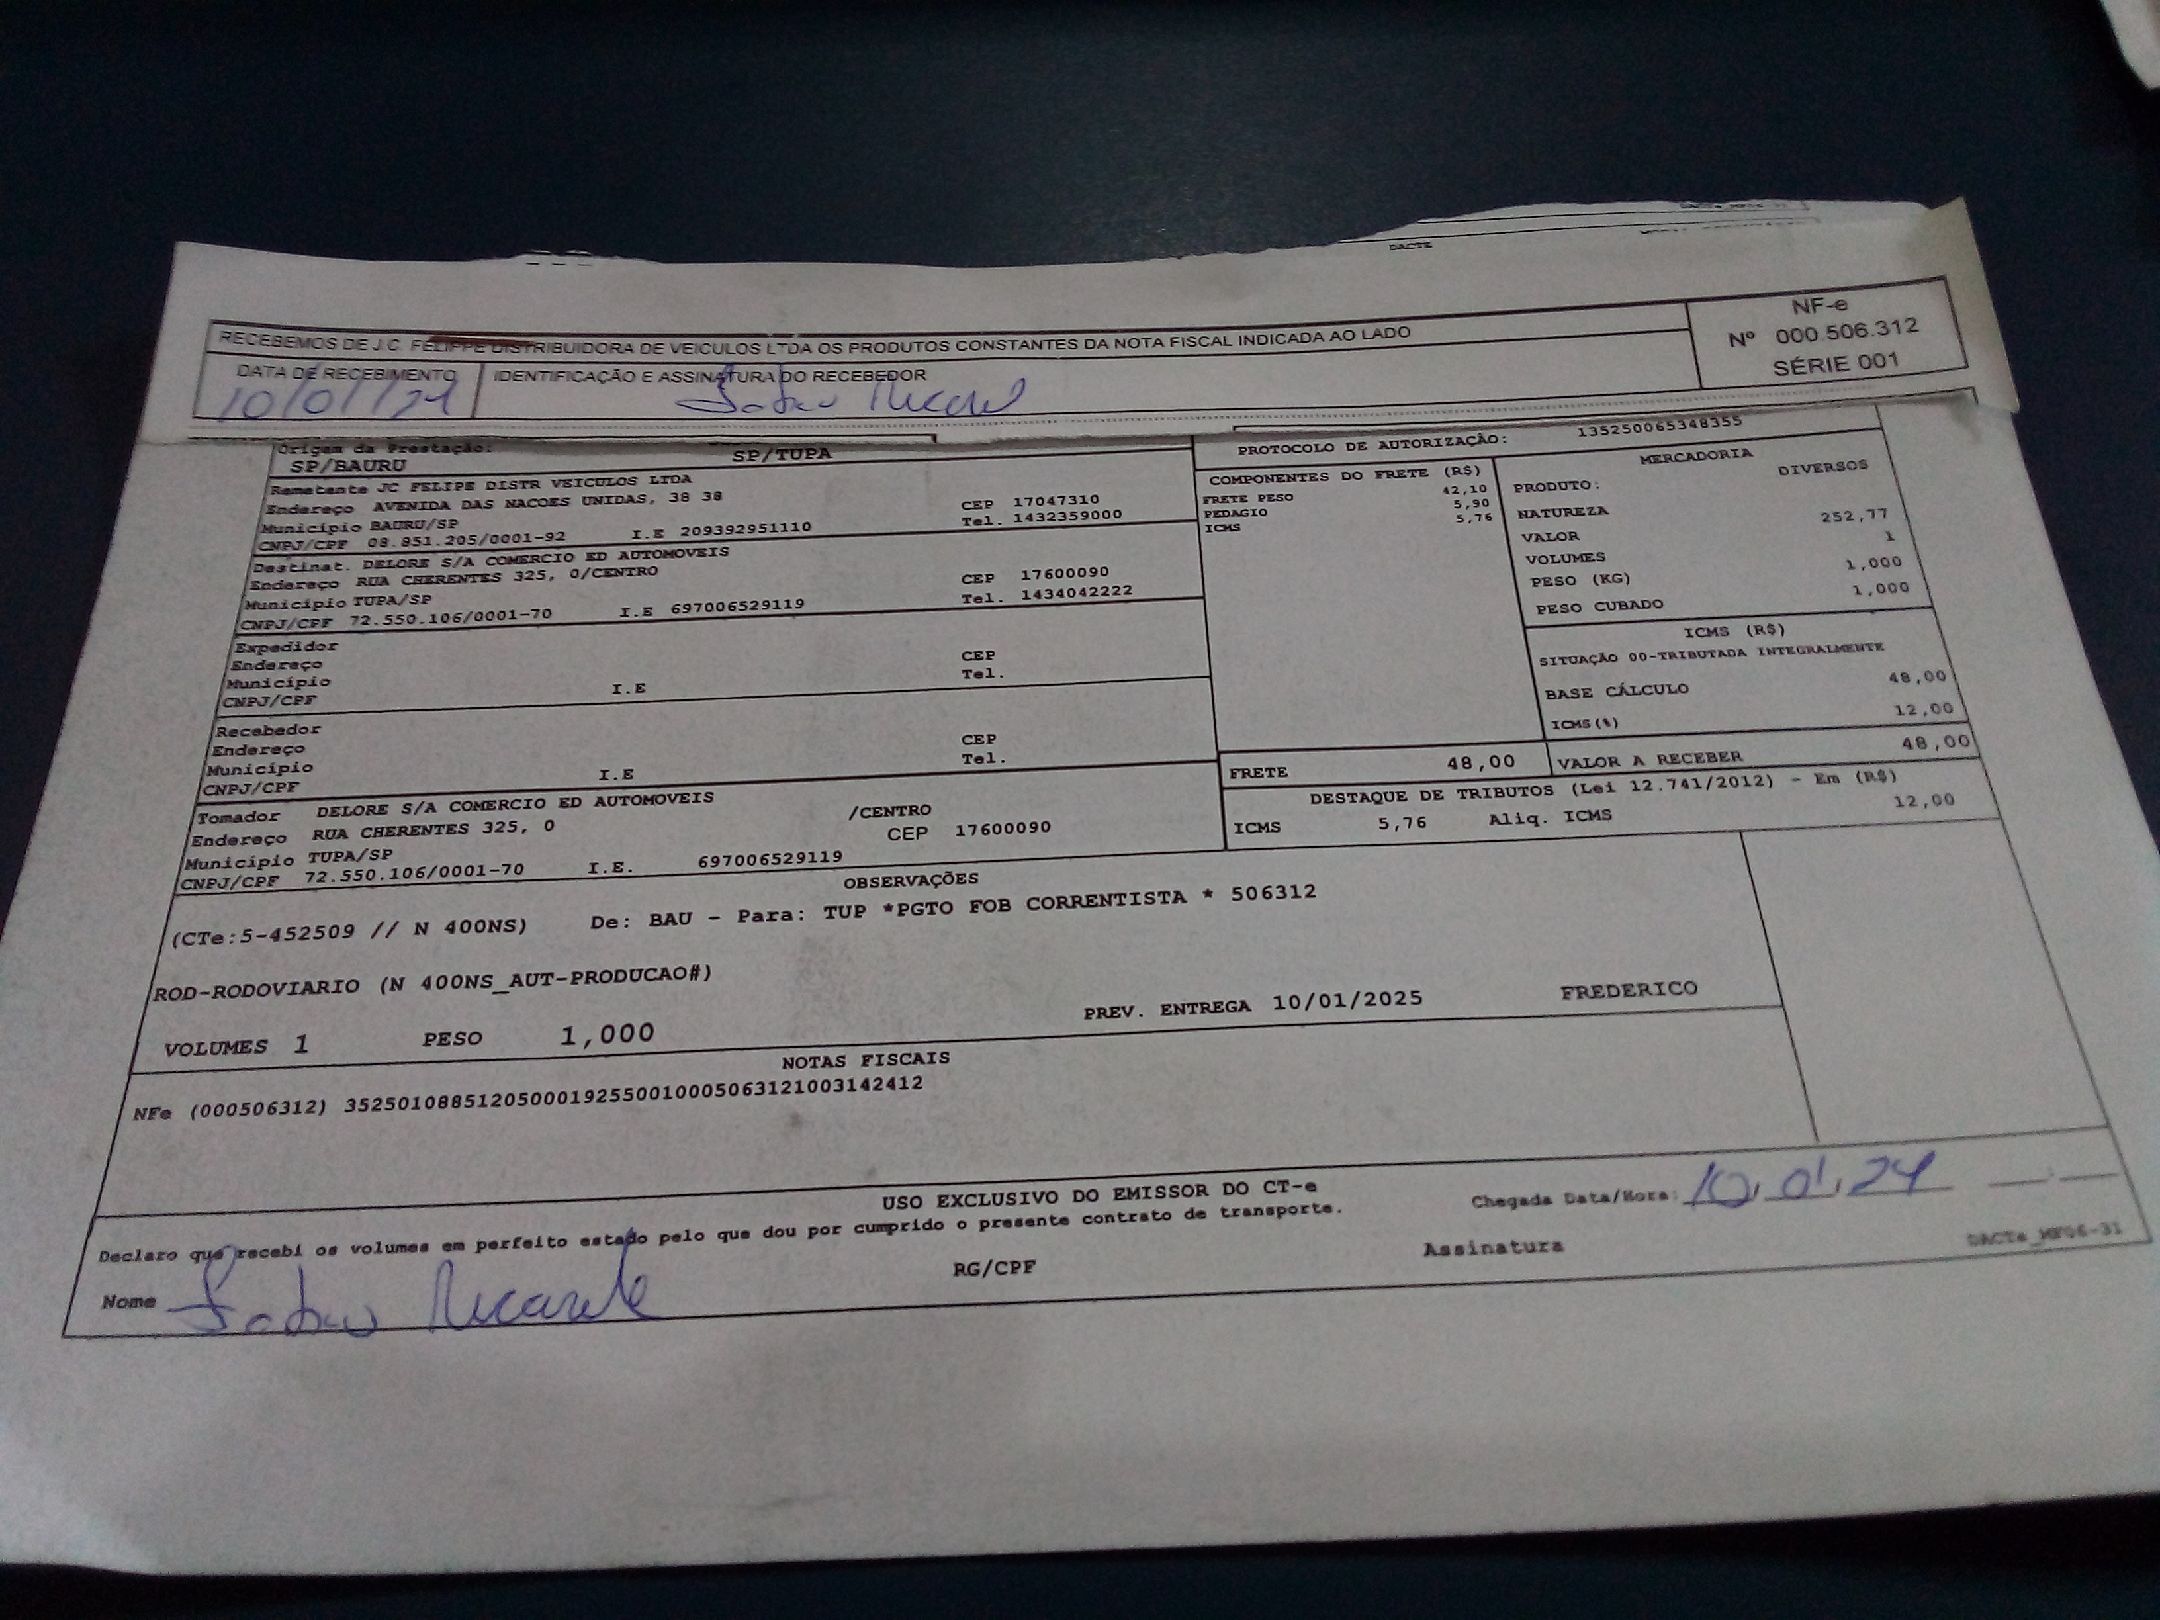 DACTE
RECEBEMOS DE J.C. FELIPPE DISTRIBUIDORA DE VEICULOS LTDA OS PRODUTOS CONSTANTES DA NOTA FISCAL INDICADA AO LADO
NF-e
Nº 000.506.312
SÉRIE 001
DATA DE RECEBIMENTO
10/01/24
IDENTIFICAÇÃO E ASSINATURA DO RECEBEDOR
Origem da Prestação:
SP/BAURU SP/TUPA
Remetente JC FELIPE DISTR VEICULOS LTDA
Endereço AVENIDA DAS NACOES UNIDAS, 38 38 CEP 17047310
Município BAURU/SP Tel. 1432359000
CNPJ/CPF 08.851.205/0001-92 I.E 209392951110
Destinat. DELORE S/A COMERCIO ED AUTOMOVEIS
Endereço RUA CHERENTES 325, 0/CENTRO CEP 17600090
Município TUPA/SP Tel. 1434042222
CNPJ/CPF 72.550.106/0001-70 I.E 697006529119
Expedidor
Endereço CEP
Município Tel.
CNPJ/CPF I.E
Recebedor
Endereço CEP
Município Tel.
CNPJ/CPF I.E
Tomador DELORE S/A COMERCIO ED AUTOMOVEIS
Endereço RUA CHERENTES 325, 0 /CENTRO
Município TUPA/SP CEP 17600090
CNPJ/CPF 72.550.106/0001-70 I.E. 697006529119
PROTOCOLO DE AUTORIZAÇÃO: 135250065348355
COMPONENTES DO FRETE (R$)
FRETE PESO 42,10
PEDAGIO 5,90
ICMS 5,76
MERCADORIA
PRODUTO: DIVERSOS
NATUREZA
VALOR 252,77
VOLUMES 1
PESO (KG) 1,000
PESO CUBADO 1,000
ICMS (R$)
SITUAÇÃO 00-TRIBUTADA INTEGRALMENTE
BASE CÁLCULO 48,00
ICMS(%) 12,00
FRETE 48,00 VALOR A RECEBER 48,00
DESTAQUE DE TRIBUTOS (Lei 12.741/2012) - Em (R$)
ICMS 5,76 Aliq. ICMS 12,00
OBSERVAÇÕES
(CTe:5-452509 // N 400NS) De: BAU - Para: TUP *PGTO FOB CORRENTISTA * 506312
ROD-RODOVIARIO (N 400NS_AUT-PRODUCAO#)
VOLUMES 1 PESO 1,000 PREV. ENTREGA 10/01/2025 FREDERICO
NOTAS FISCAIS
NFe (000506312) 35250108851205000192550010005063121003142412
USO EXCLUSIVO DO EMISSOR DO CT-e
Declaro que recebi os volumes em perfeito estado pelo que dou por cumprido o presente contrato de transporte.
Chegada Data/Hora: 10/01/24
Nome RG/CPF Assinatura
DACTe_MF06-31